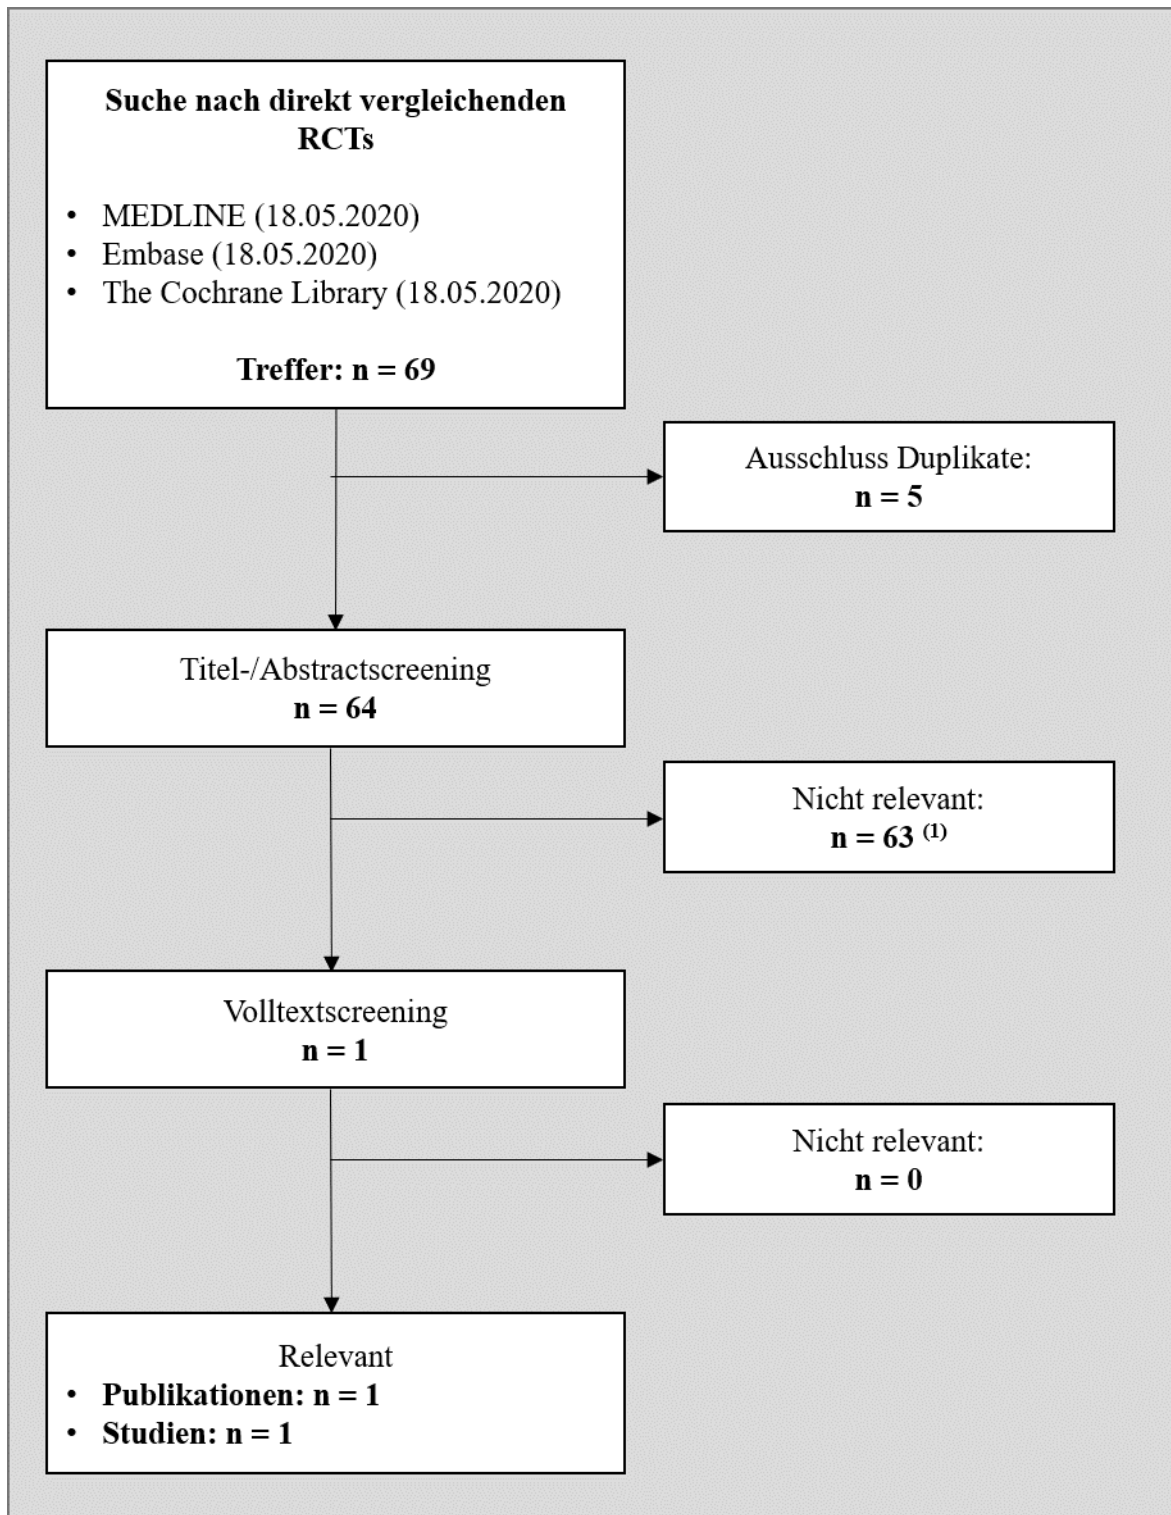 Suche nach direkt vergleichenden
RCTs
• MEDLINE (18.05.2020)
• Embase (18.05.2020)
• The Cochrane Library (18.05.2020)
Treffer: n = 69
Ausschluss Duplikate:
n = 5
Titel-/Abstractscreening
n = 64
Nicht relevant:
n = 63 (1)
Volltextscreening
n = 1
Nicht relevant:
n = 0
Relevant
• Publikationen: n = 1
• Studien: n = 1